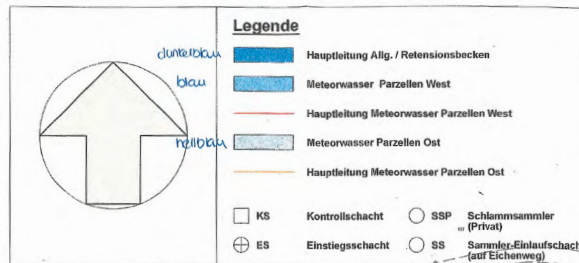 Legende
dunkelblau Hauptleitung Allg. / Retensionsbecken
blau Meteorwasser Parzellen West
Hauptleitung Meteorwasser Parzellen West
hellblau Meteorwasser Parzellen Ost
Hauptleitung Meteorwasser Parzellen Ost
KS Kontrollschacht SSP Schlammsammler
(Privat)
ES Einstiegsschacht SS Sammler-Einlaufschach
(auf Eichenweg)